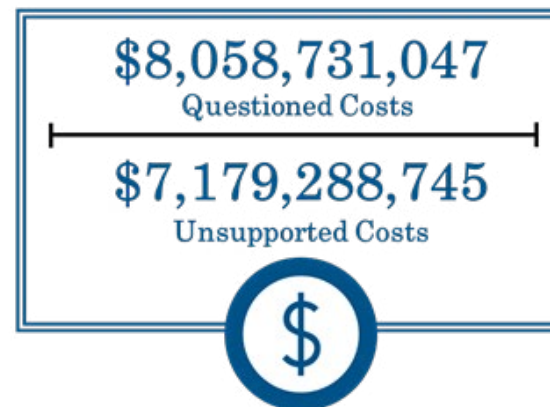 $8,058,731,047
Questioned Costs
$7,179,288,745
Unsupported Costs
$